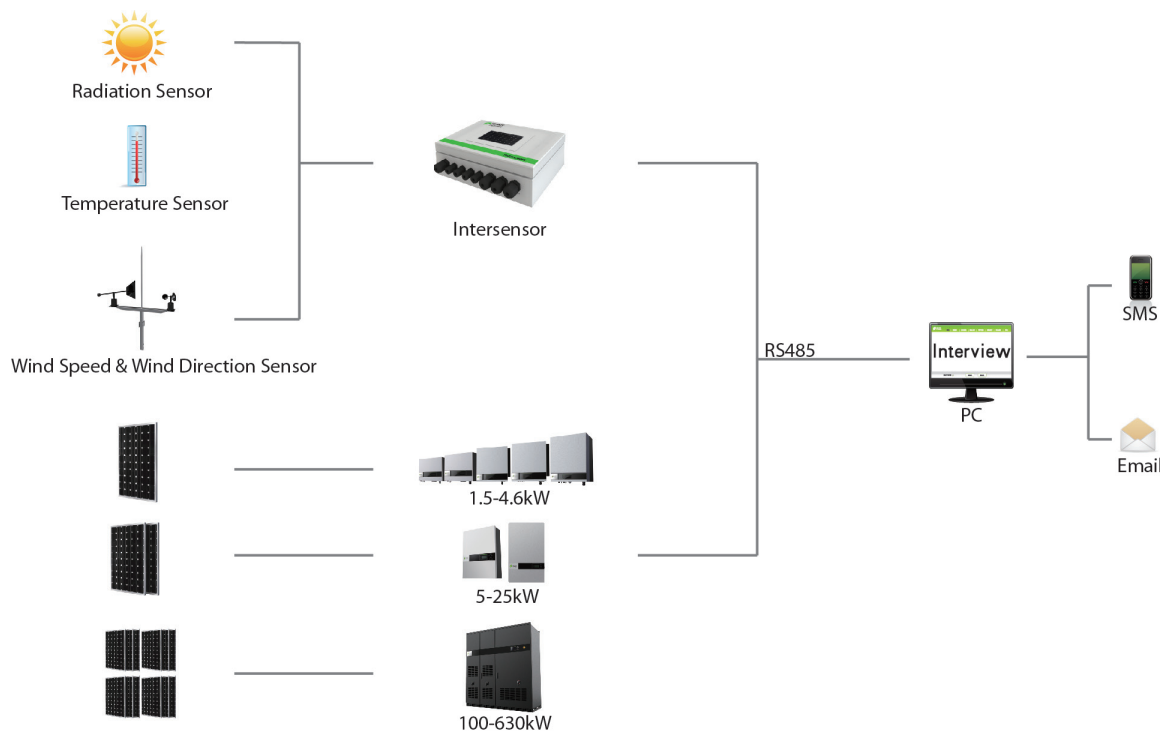 Radiation Sensor
Temperature Sensor
Intersensor
Wind Speed & Wind Direction Sensor
RS485
Interview
PC
SMS
Email
1.5-4.6kW
5-25kW
100-630kW